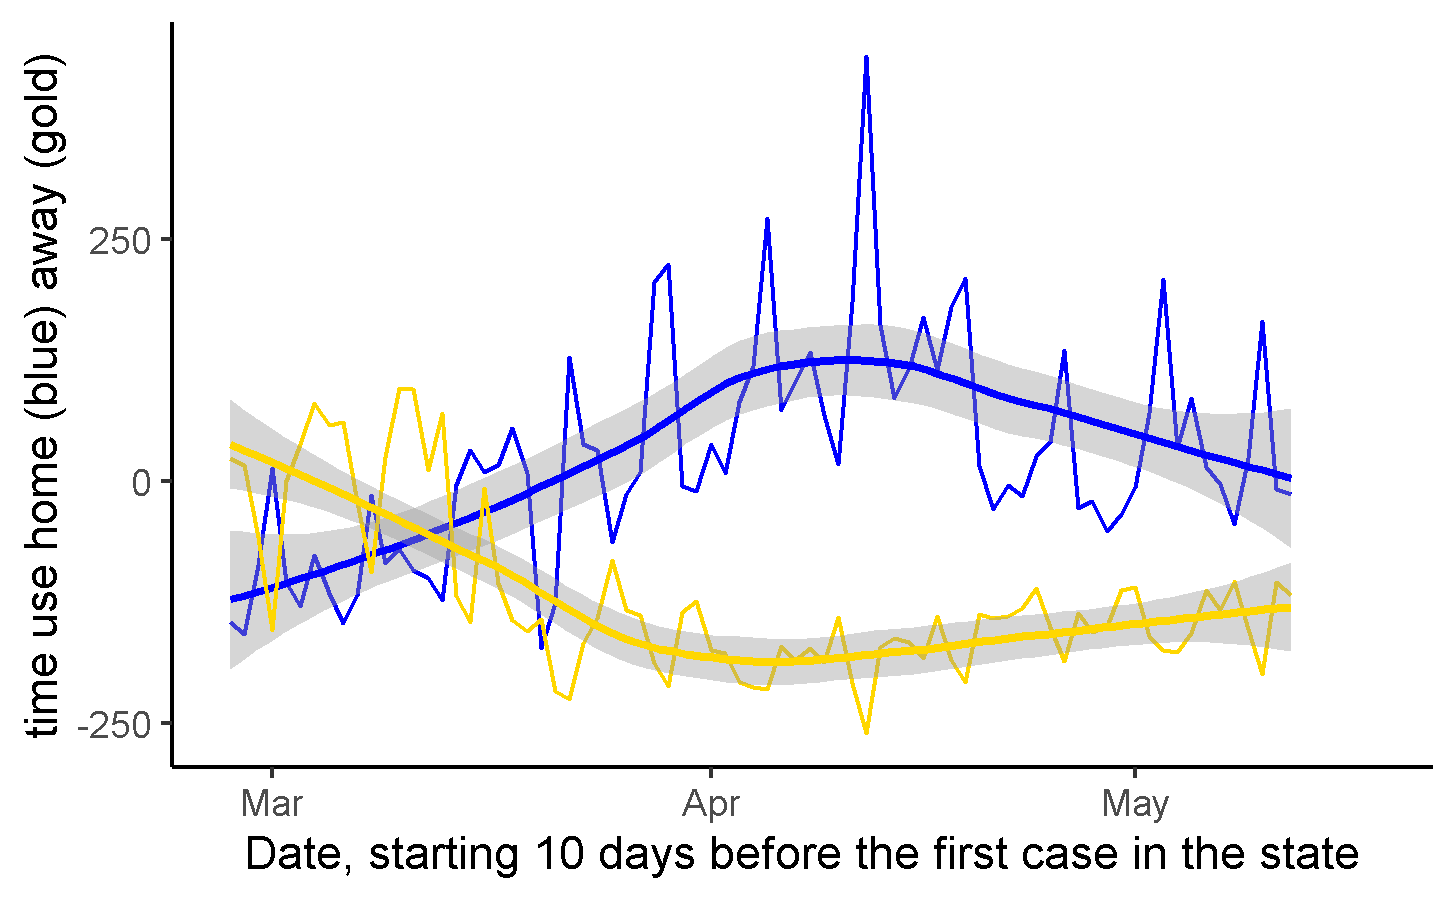 time use home (blue) away (gold)
250
0
-250
Mar Apr May
Date, starting 10 days before the first case in the state